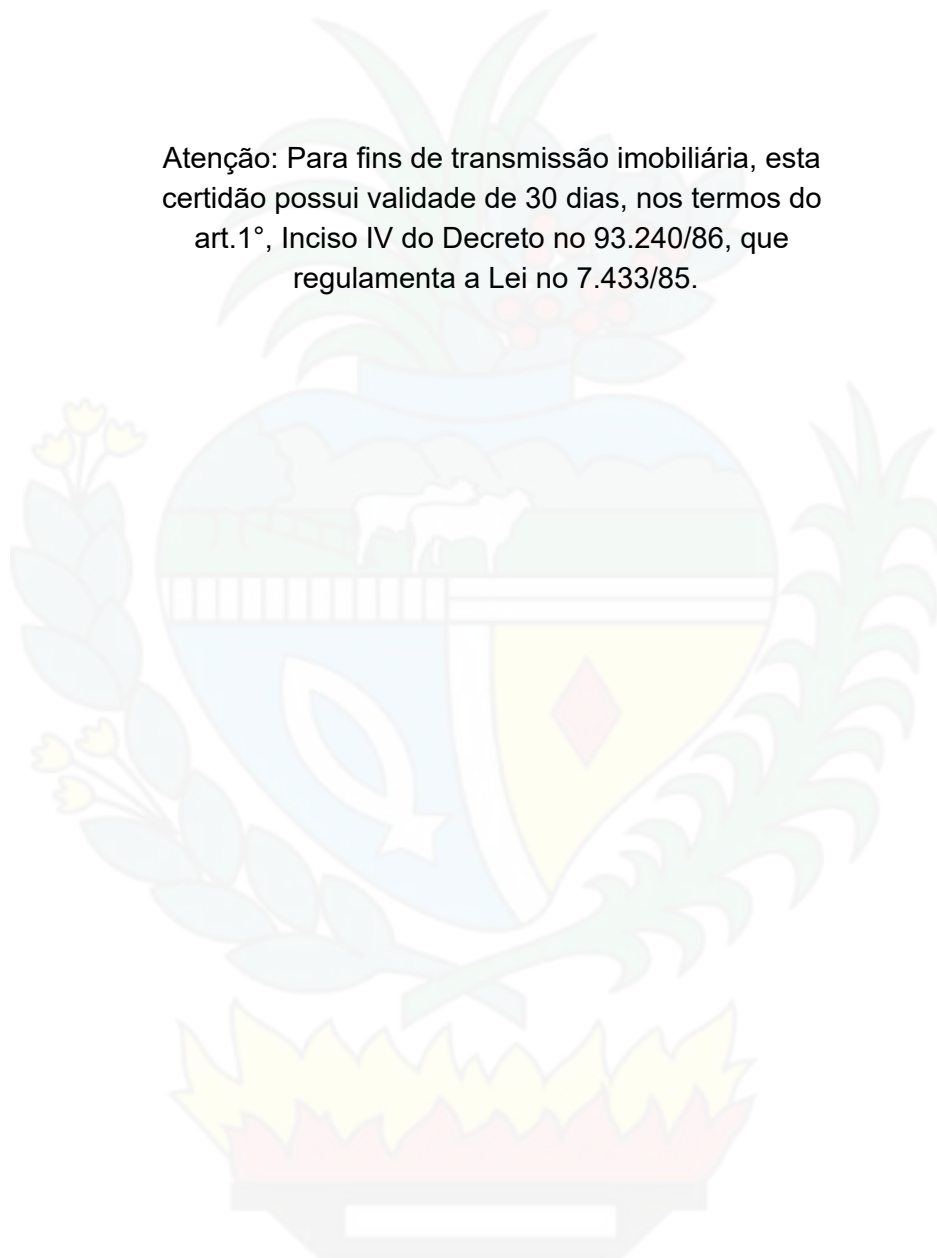 Atenção: Para fins de transmissão imobiliária, esta
certidão possui validade de 30 dias, nos termos do
art.1°, Inciso IV do Decreto no 93.240/86, que
regulamenta a Lei no 7.433/85.